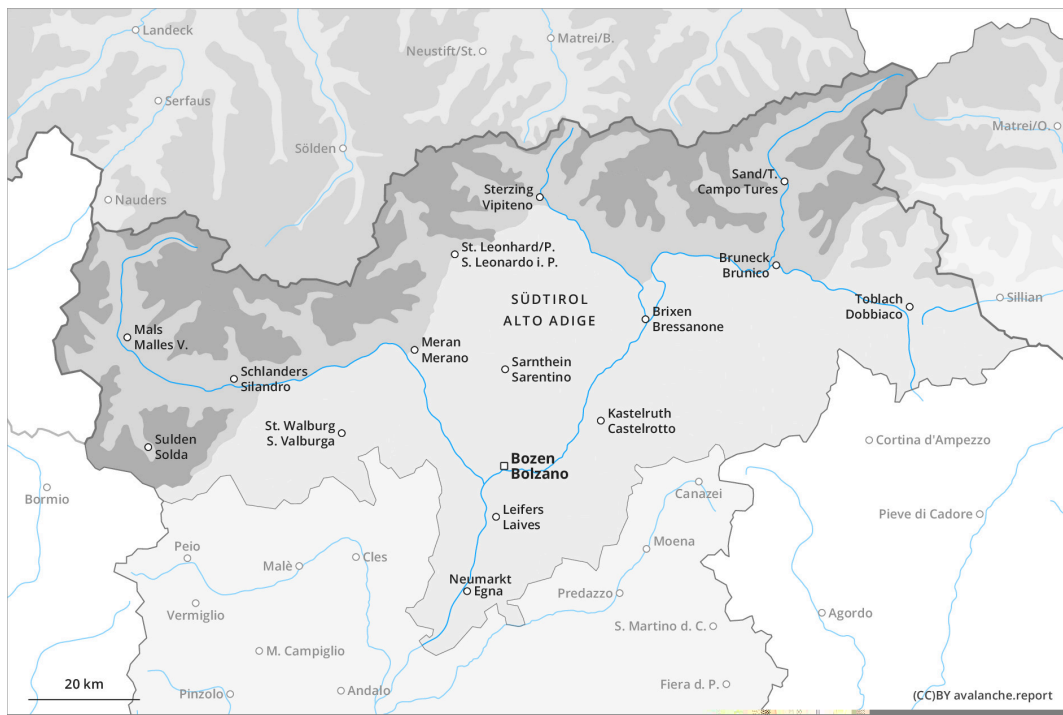 Landeck
Neustift/St.
Matrei/B.
Serfaus
Matrei/O.
Sölden
Nauders
Sand/T.
Campo Tures
Sterzing
Vipiteno
St. Leonhard/P.
S. Leonardo i. P.
Bruneck
Brunico
SÜDTIROL
ALTO ADIGE
Toblach
Dobbiaco
Sillian
Brixen
Bressanone
Mals
Malles V.
Meran
Merano
Sarnthein
Sarentino
Schlanders
Silandro
Kastelruth
Castelrotto
St. Walburg
S. Valburga
Sulden
Solda
Cortina d'Ampezzo
Bozen
Bolzano
Bormio
Canazei
Leifers
Laives
Pieve di Cadore
Peio
Malè
Cles
Moena
Neumarkt
Egna
Predazzo
Vermiglio
Agordo
S. Martino d. C.
M. Campiglio
20 km
Pinzolo
Andalo
Fiera d. P.
(CC)BY avalanche.report